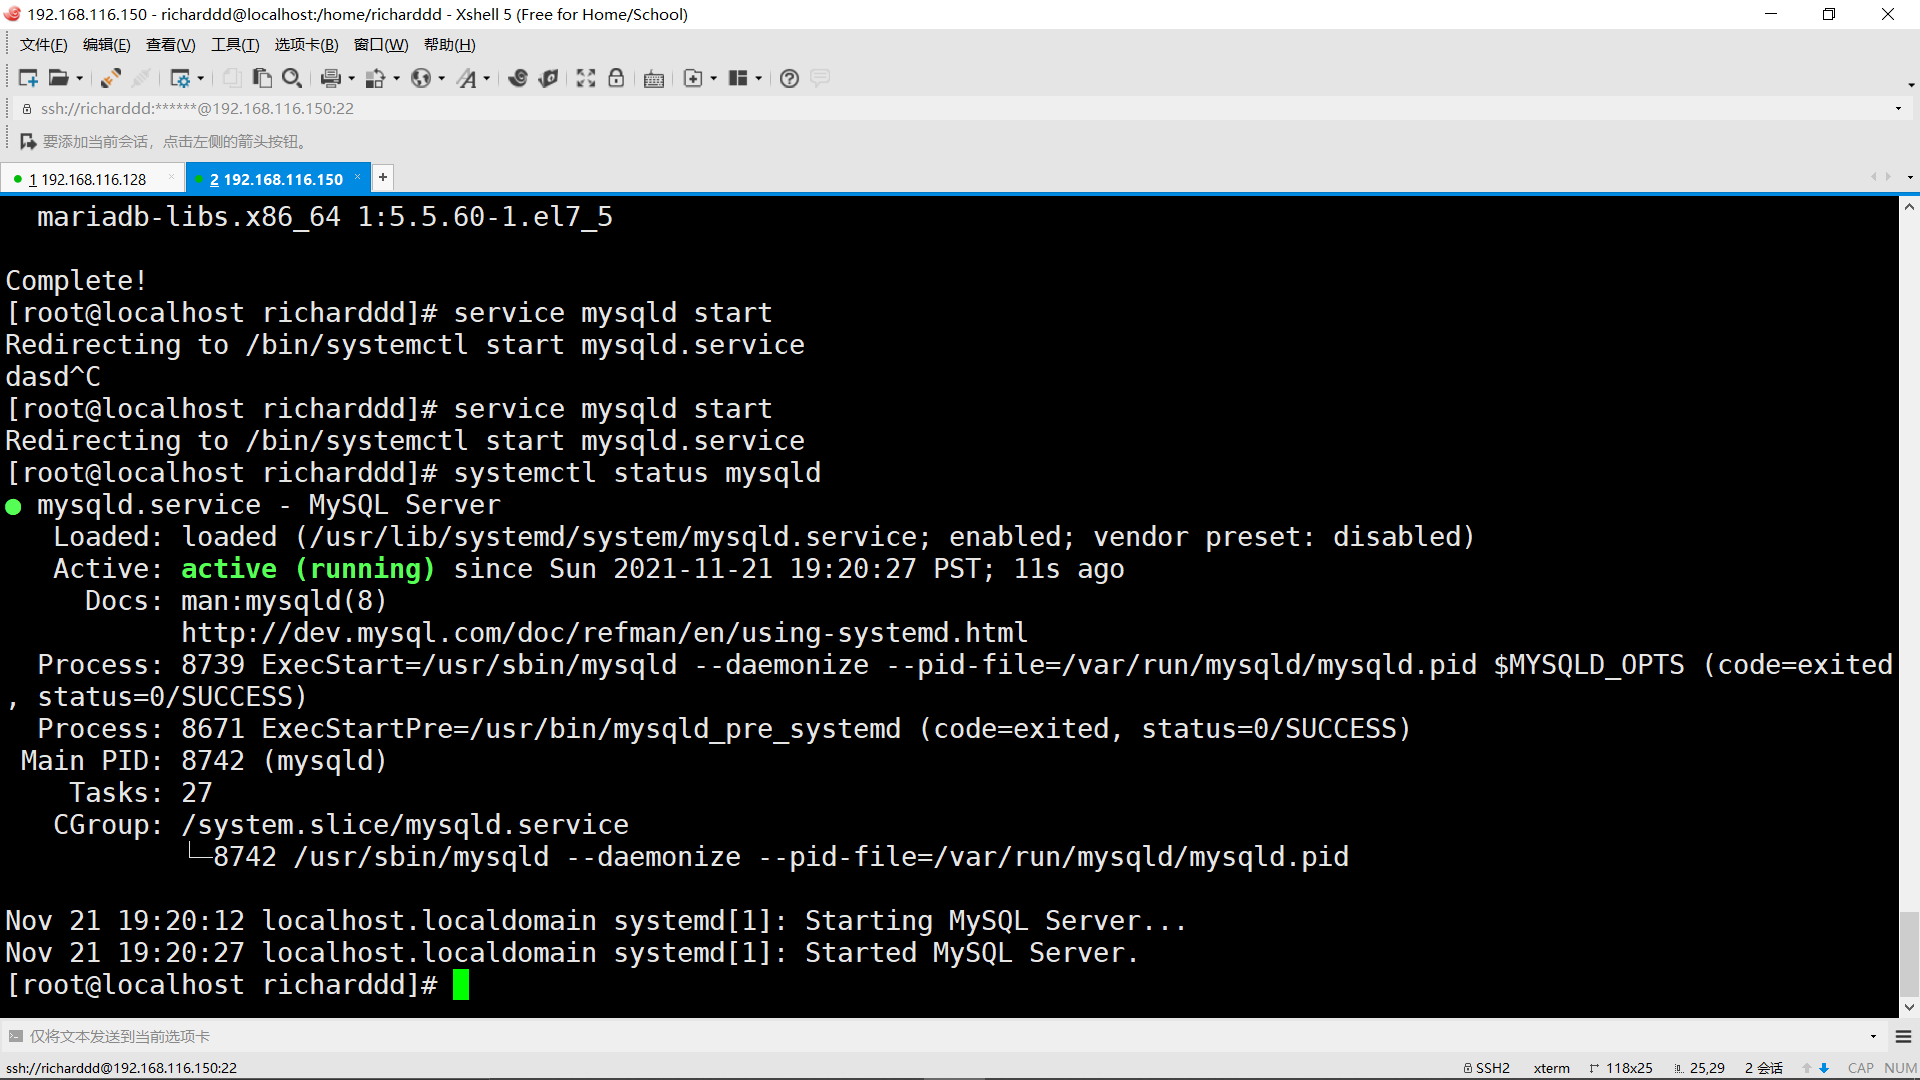 192.168.116.150 - richarddd@localhost:/home/richarddd - Xshell 5 (Free for Home/School)
文件(F) 编辑(E) 查看(V) 工具(T) 选项卡(B) 窗口(W) 帮助(H)
ssh://richarddd:******@192.168.116.150:22
要添加当前会话，点击左侧的箭头按钮。
1 192.168.116.128 × 2 192.168.116.150 × +
  mariadb-libs.x86_64 1:5.5.60-1.el7_5

Complete!
[root@localhost richarddd]# service mysqld start
Redirecting to /bin/systemctl start mysqld.service
dasd^C
[root@localhost richarddd]# service mysqld start
Redirecting to /bin/systemctl start mysqld.service
[root@localhost richarddd]# systemctl status mysqld
● mysqld.service - MySQL Server
   Loaded: loaded (/usr/lib/systemd/system/mysqld.service; enabled; vendor preset: disabled)
   Active: active (running) since Sun 2021-11-21 19:20:27 PST; 11s ago
     Docs: man:mysqld(8)
           http://dev.mysql.com/doc/refman/en/using-systemd.html
  Process: 8739 ExecStart=/usr/sbin/mysqld --daemonize --pid-file=/var/run/mysqld/mysqld.pid $MYSQLD_OPTS (code=exited
, status=0/SUCCESS)
  Process: 8671 ExecStartPre=/usr/bin/mysqld_pre_systemd (code=exited, status=0/SUCCESS)
 Main PID: 8742 (mysqld)
    Tasks: 27
   CGroup: /system.slice/mysqld.service
           └─8742 /usr/sbin/mysqld --daemonize --pid-file=/var/run/mysqld/mysqld.pid

Nov 21 19:20:12 localhost.localdomain systemd[1]: Starting MySQL Server...
Nov 21 19:20:27 localhost.localdomain systemd[1]: Started MySQL Server.
[root@localhost richarddd]#
仅将文本发送到当前选项卡
ssh://richarddd@192.168.116.150:22 SSH2 xterm 118x25 25,29 2 会话 CAP NUM